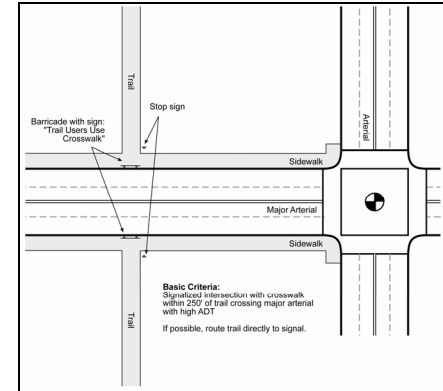 Trail
Stop sign
Arterial
Barricade with sign:
"Trail Users Use
Crosswalk"
Sidewalk
Major Arterial
Sidewalk
Trail
Basic Criteria:
Signalized intersection with crosswalk
within 250' of trail crossing major arterial
with high ADT
If possible, route trail directly to signal.